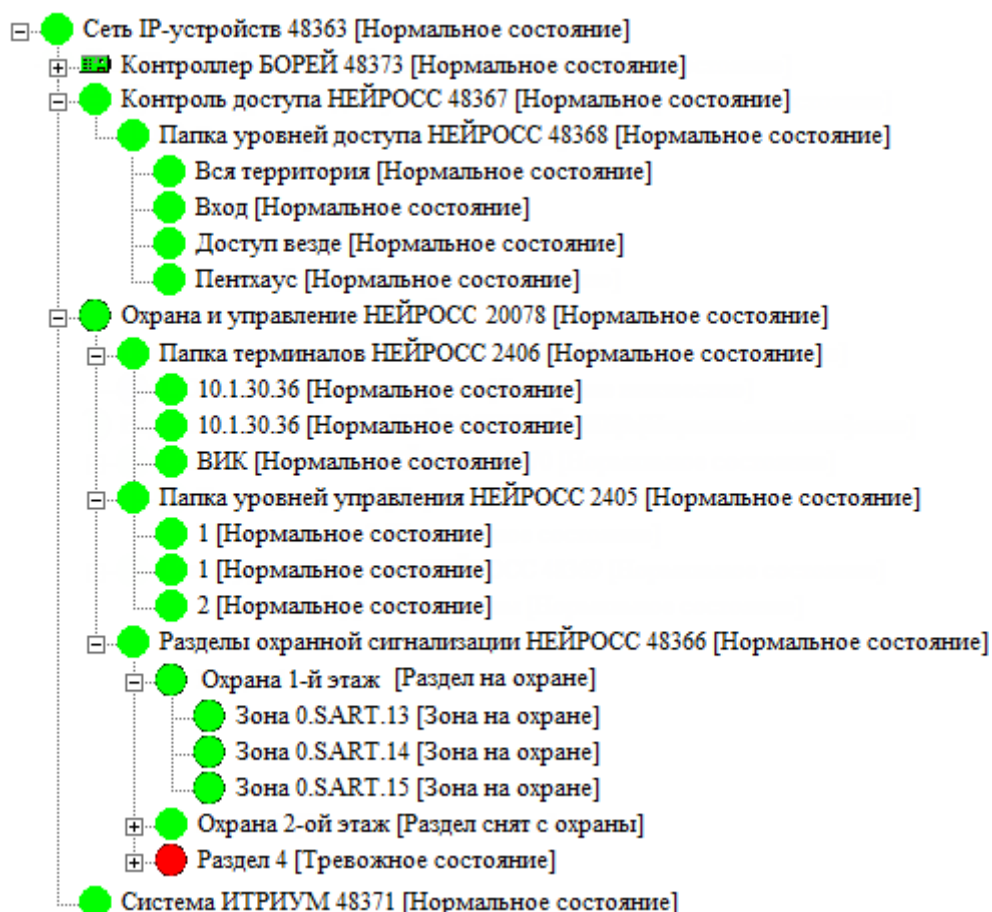 Сеть IP-устройств 48363 [Нормальное состояние]
Контроллер БОРЕЙ 48373 [Нормальное состояние]
Контроль доступа НЕЙРОСС 48367 [Нормальное состояние]
Папка уровней доступа НЕЙРОСС 48368 [Нормальное состояние]
Вся территория [Нормальное состояние]
Вход [Нормальное состояние]
Доступ везде [Нормальное состояние]
Пентхаус [Нормальное состояние]
Охрана и управление НЕЙРОСС 20078 [Нормальное состояние]
Папка терминалов НЕЙРОСС 2406 [Нормальное состояние]
10.1.30.36 [Нормальное состояние]
10.1.30.36 [Нормальное состояние]
ВИК [Нормальное состояние]
Папка уровней управления НЕЙРОСС 2405 [Нормальное состояние]
1 [Нормальное состояние]
1 [Нормальное состояние]
2 [Нормальное состояние]
Разделы охранной сигнализации НЕЙРОСС 48366 [Нормальное состояние]
Охрана 1-й этаж [Раздел на охране]
Зона 0.SART.13 [Зона на охране]
Зона 0.SART.14 [Зона на охране]
Зона 0.SART.15 [Зона на охране]
Охрана 2-ой этаж [Раздел снят с охраны]
Раздел 4 [Тревожное состояние]
Система ИТРИУМ 48371 [Нормальное состояние]